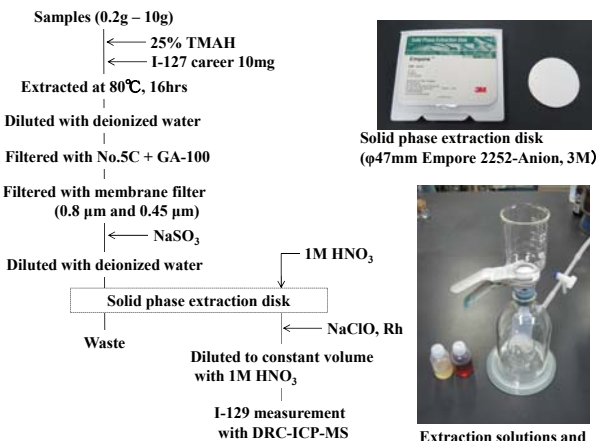 Samples (0.2g – 10g)
25% TMAH
I-127 career 10mg
Extracted at 80℃, 16hrs
Diluted with deionized water
Filtered with No.5C + GA-100
Filtered with membrane filter
(0.8 μm and 0.45 μm)
NaSO3
Diluted with deionized water
1M HNO3
Solid phase extraction disk
Waste
NaClO, Rh
Diluted to constant volume
with 1M HNO3
I-129 measurement
with DRC-ICP-MS
Empore
3M
Solid phase extraction disk
(φ47mm Empore 2252-Anion, 3M)
Extraction solutions and